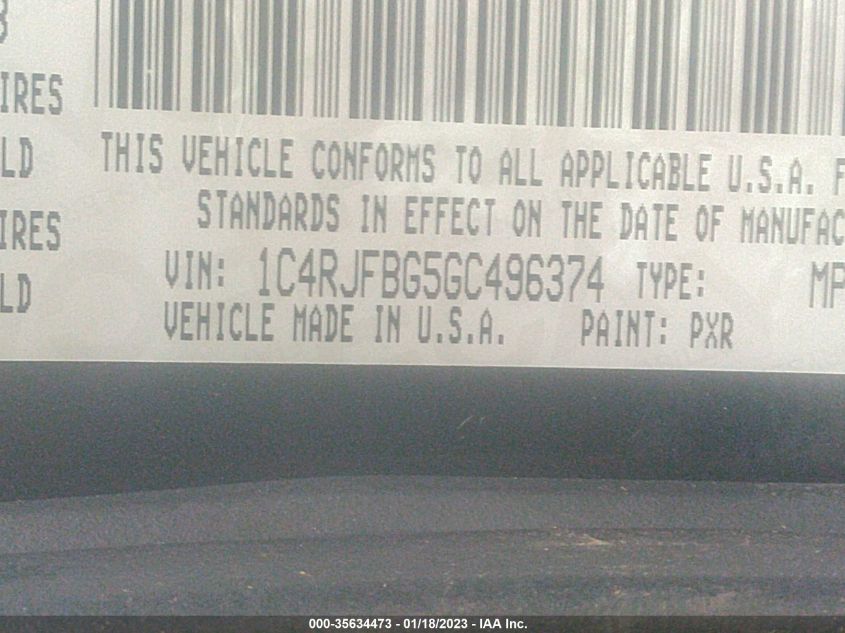 IRES
THIS VEHICLE CONFORMS TO ALL APPLICABLE U.S.A. F
LD
STANDARDS IN EFFECT ON THE DATE OF MANUFAC
IRES
VIN: 1C4RJFBG5GC496374 TYPE: MP
LD
VEHICLE MADE IN U.S.A. PAINT: PXR
000-35634473 - 01/18/2023 - IAA Inc.